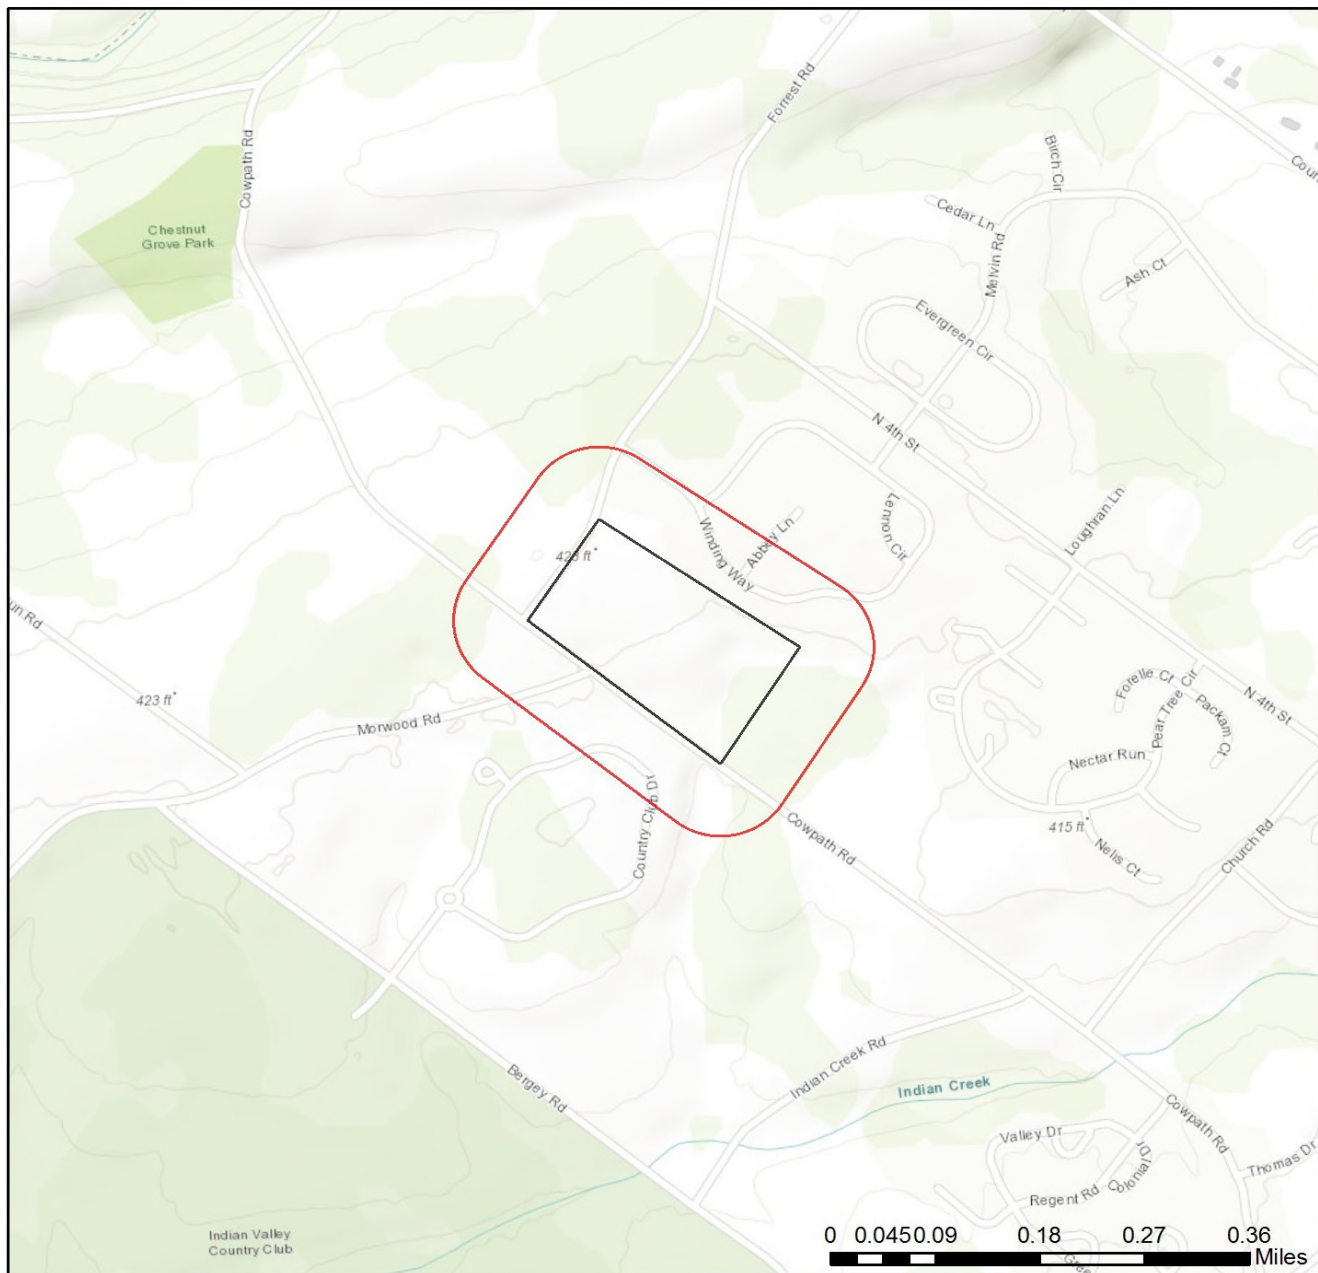 Forrest Rd
Cowpath Rd
Birch Cir
Chestnut
Grove Park
Cedar Ln
Melvin Rd
Ash Ct
Evergreen Cir
N 4th St
Loughran Ln
Lennon Cir
Winding Way
Abbey Ln
Morwood Rd
423 ft
Forelle Ct
Pear Tree Cir
Packam Ct
N 4th St
Nectar Run
415 ft
Nelis Ct
Church Rd
Country Club Dr
Cowpath Rd
Bergey Rd
Indian Creek Rd
Indian Creek
Cowpath Rd
Valley Dr
Colonial Dr
Regent Rd
Thomas Dr
Indian Valley
Country Club
0 0.045 0.09 0.18 0.27 0.36
Miles